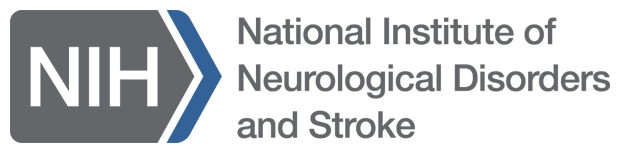 NIH
National Institute of
Neurological Disorders
and Stroke